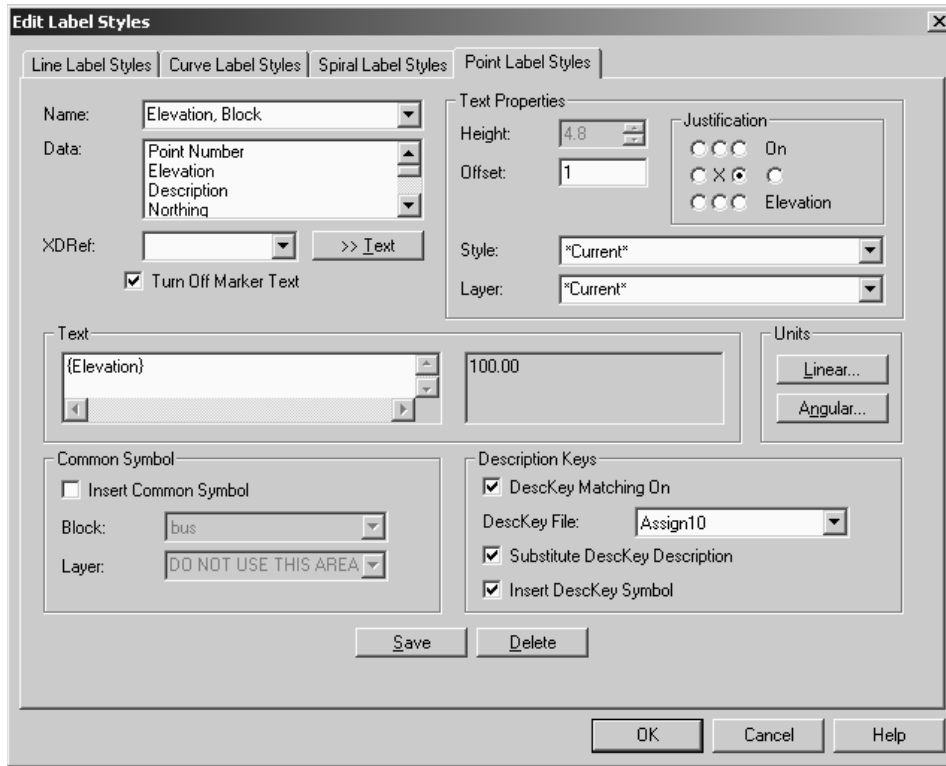 Edit Label Styles
Line Label Styles Curve Label Styles Spiral Label Styles Point Label Styles
Name: Elevation, Block
Data: Point Number
Elevation
Description
Northing
XDRef: >> Text
Turn Off Marker Text
Text Properties
Height: 4.8
Offset: 1
Justification
On
X
Elevation
Style: *Current*
Layer: *Current*
Text
{Elevation} 100.00
Units
Linear...
Angular...
Common Symbol
Insert Common Symbol
Block: bus
Layer: DO NOT USE THIS AREA
Description Keys
DescKey Matching On
DescKey File: Assign10
Substitute DescKey Description
Insert DescKey Symbol
Save Delete
OK Cancel Help